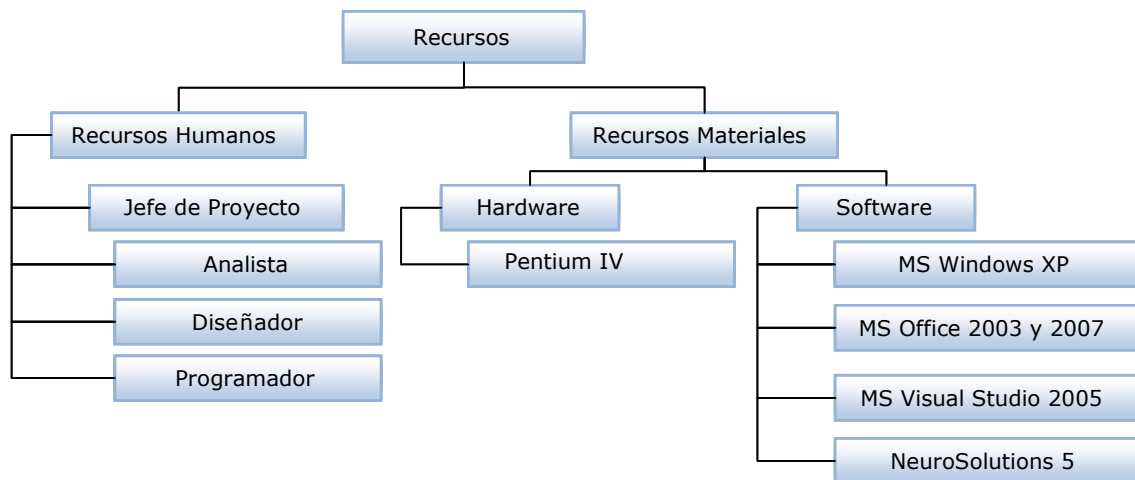 Recursos
Recursos Humanos
Jefe de Proyecto
Analista
Diseñador
Programador
Recursos Materiales
Hardware
Pentium IV
Software
MS Windows XP
MS Office 2003 y 2007
MS Visual Studio 2005
NeuroSolutions 5